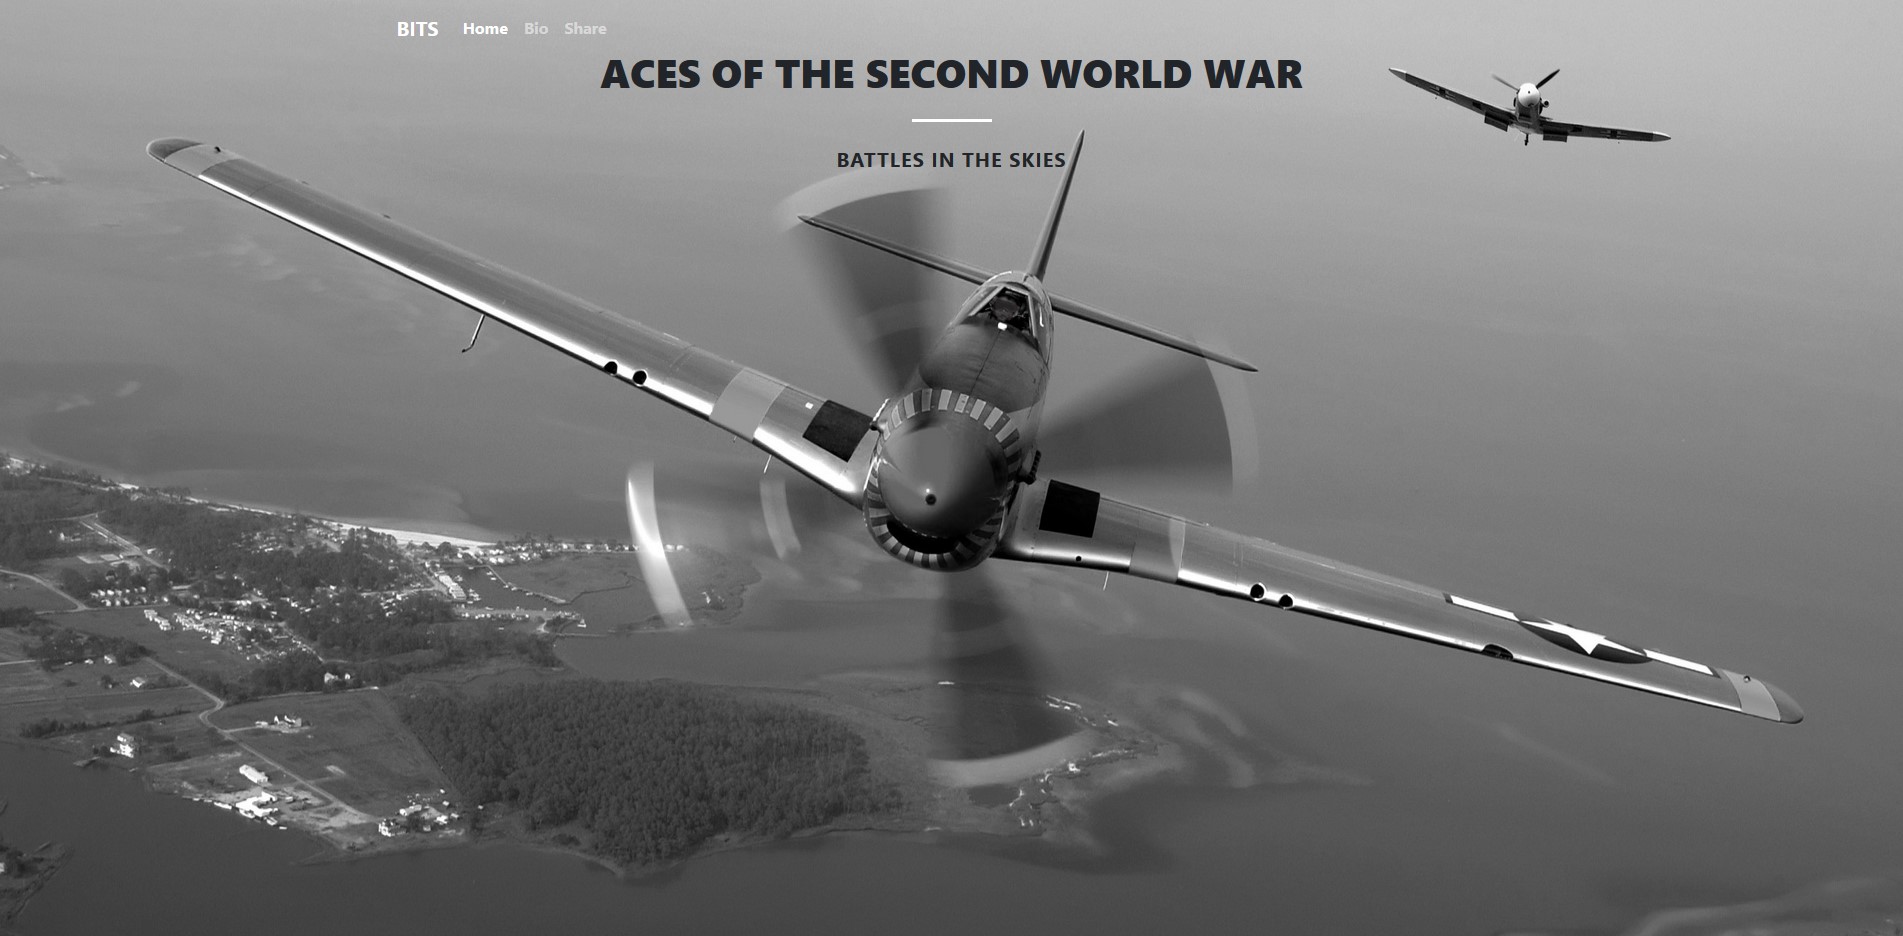 BITS Home Bio Share
ACES OF THE SECOND WORLD WAR
BATTLES IN THE SKIES